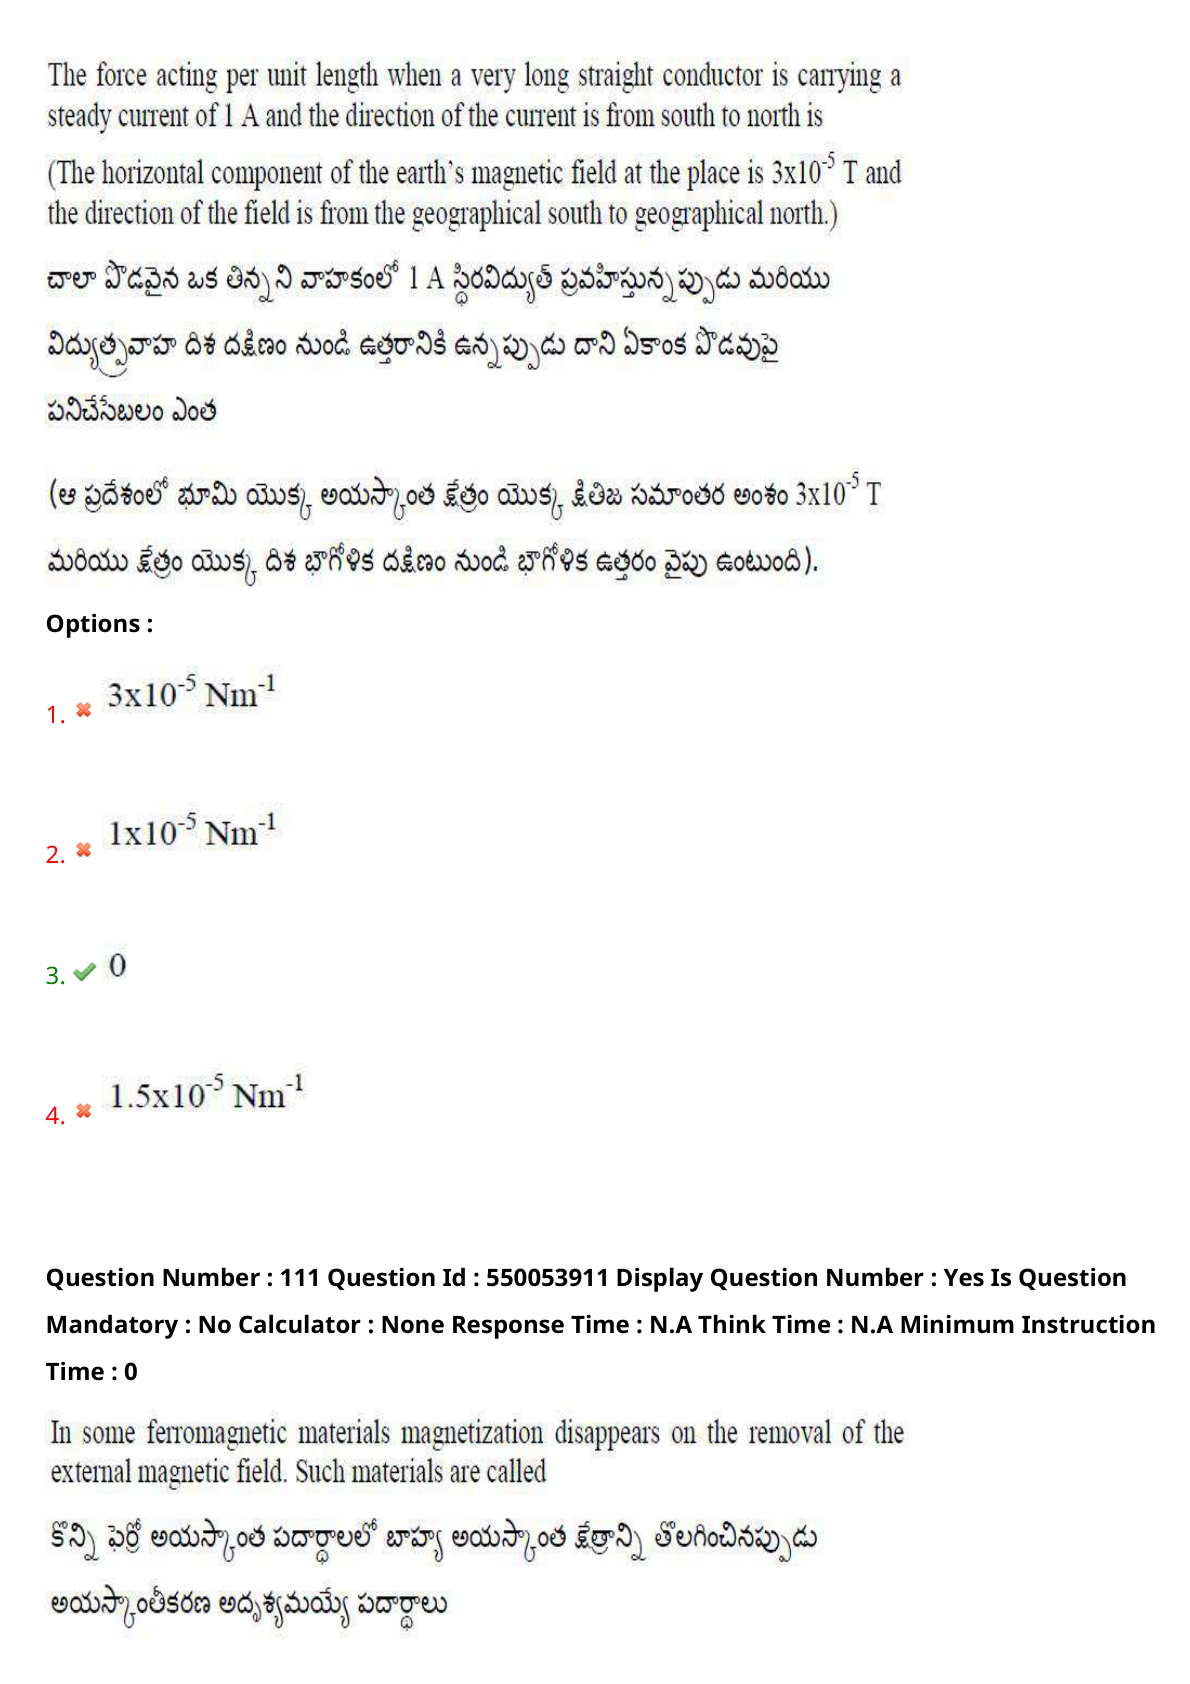 The force acting per unit length when a very long straight conductor is carrying a
steady current of 1 A and the direction of the current is from south to north is
(The horizontal component of the earth's magnetic field at the place is 3x10⁻⁵ T and
the direction of the field is from the geographical south to geographical north.)
చాలా పొడవైన ఒక తిన్నని వాహకంలో 1 A స్థిరవిద్యుత్ ప్రవహిస్తున్నప్పుడు మరియు
విద్యుత్ప్రవాహ దిశ దక్షిణం నుండి ఉత్తరానికి ఉన్నప్పుడు దాని ఏకాంక పొడవుపై
పనిచేసేబలం ఎంత
(ఆ ప్రదేశంలో భూమి యొక్క అయస్కాంత క్షేత్రం యొక్క క్షితిజ సమాంతర అంశం 3x10⁻⁵ T
మరియు క్షేత్రం యొక్క దిశ భౌగోళిక దక్షిణం నుండి భౌగోళిక ఉత్తరం వైపు ఉంటుంది).
Options :
1. 3x10⁻⁵ Nm⁻¹
2. 1x10⁻⁵ Nm⁻¹
3. 0
4. 1.5x10⁻⁵ Nm⁻¹
Question Number : 111 Question Id : 550053911 Display Question Number : Yes Is Question
Mandatory : No Calculator : None Response Time : N.A Think Time : N.A Minimum Instruction
Time : 0
In some ferromagnetic materials magnetization disappears on the removal of the
external magnetic field. Such materials are called
కొన్ని ఫెర్రో అయస్కాంత పదార్థాలలో బాహ్య అయస్కాంత క్షేత్రాన్ని తొలగించినప్పుడు
అయస్కాంతీకరణ అదృశ్యమయ్యే పదార్థాలు